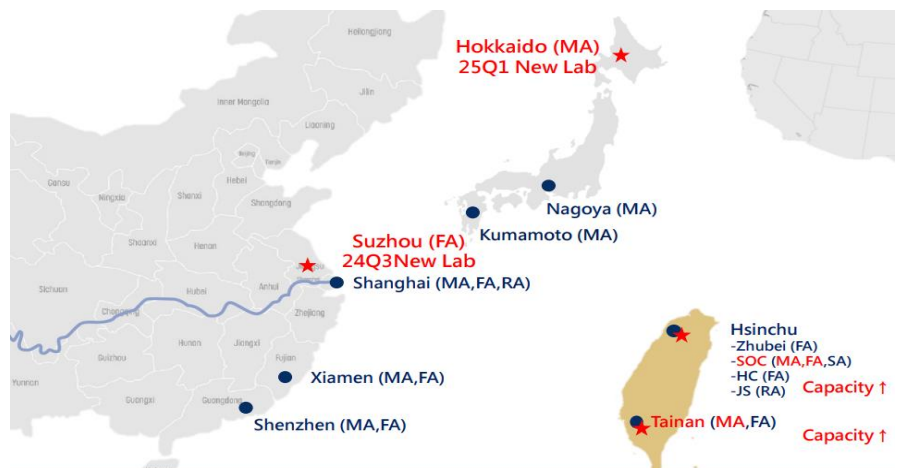 Heilongjiang
Hokkaido (MA)
25Q1 New Lab
Jilin
Inner Mongolia
Liaoning
Beijing
Gansu
Hebei
Ningxia
Shanxi
Shandong
Nagoya (MA)
Kumamoto (MA)
Shaanxi
Henan
Suzhou (FA)
24Q3New Lab
Shanghai (MA,FA,RA)
Sichuan
Hubei
Anhui
Chongqing
Zhejiang
Hunan
Jiangxi
Guizhou
Fujian
Yunnan
Guangxi
Guangdong
Xiamen (MA,FA)
Shenzhen (MA,FA)
Hsinchu
-Zhubei (FA)
-SOC (MA,FA,SA)
-HC (FA)
-JS (RA)
Capacity ↑
Tainan (MA,FA)
Capacity ↑